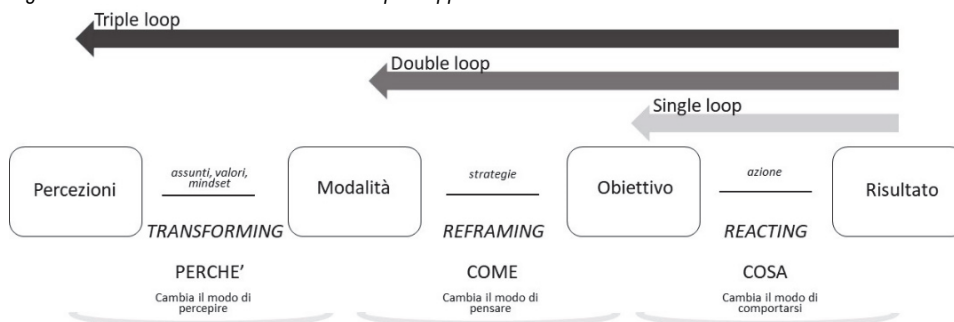 Triple loop
Double loop
Single loop
Percezioni
assunti, valori,
mindset
Modalità
strategie
Obiettivo
azione
Risultato
TRANSFORMING
REFRAMING
REACTING
PERCHE'
COME
COSA
Cambia il modo di
percepire
Cambia il modo di
pensare
Cambia il modo di
comportarsi